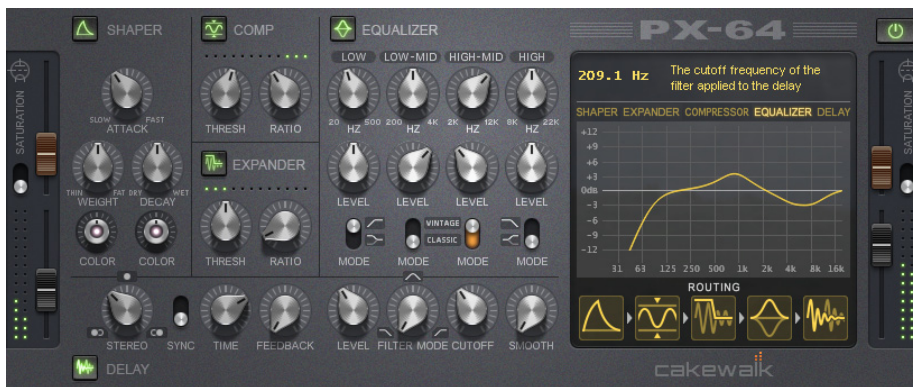 SHAPER
COMP
EQUALIZER
PX-64
LOW
LOW-MID
HIGH-MID
HIGH
209.1 Hz
The cutoff frequency of the
filter applied to the delay
SATURATION
SLOW FAST
ATTACK
THRESH RATIO
20 HZ 500
200 HZ 4K
2K HZ 12K
8K HZ 22K
SHAPER EXPANDER COMPRESSOR EQUALIZER DELAY
+12
+9
+6
+3
0dB
-3
-6
-9
-12
31 63 125 250 500 1k 2k 4k 8k 16k
EXPANDER
THIN FAT DRY WET
WEIGHT DECAY
LEVEL LEVEL LEVEL LEVEL
VINTAGE
CLASSIC
COLOR COLOR
THRESH RATIO
MODE MODE MODE MODE
ROUTING
STEREO SYNC TIME FEEDBACK
LEVEL FILTER MODE CUTOFF SMOOTH
DELAY
cakewalk
SATURATION